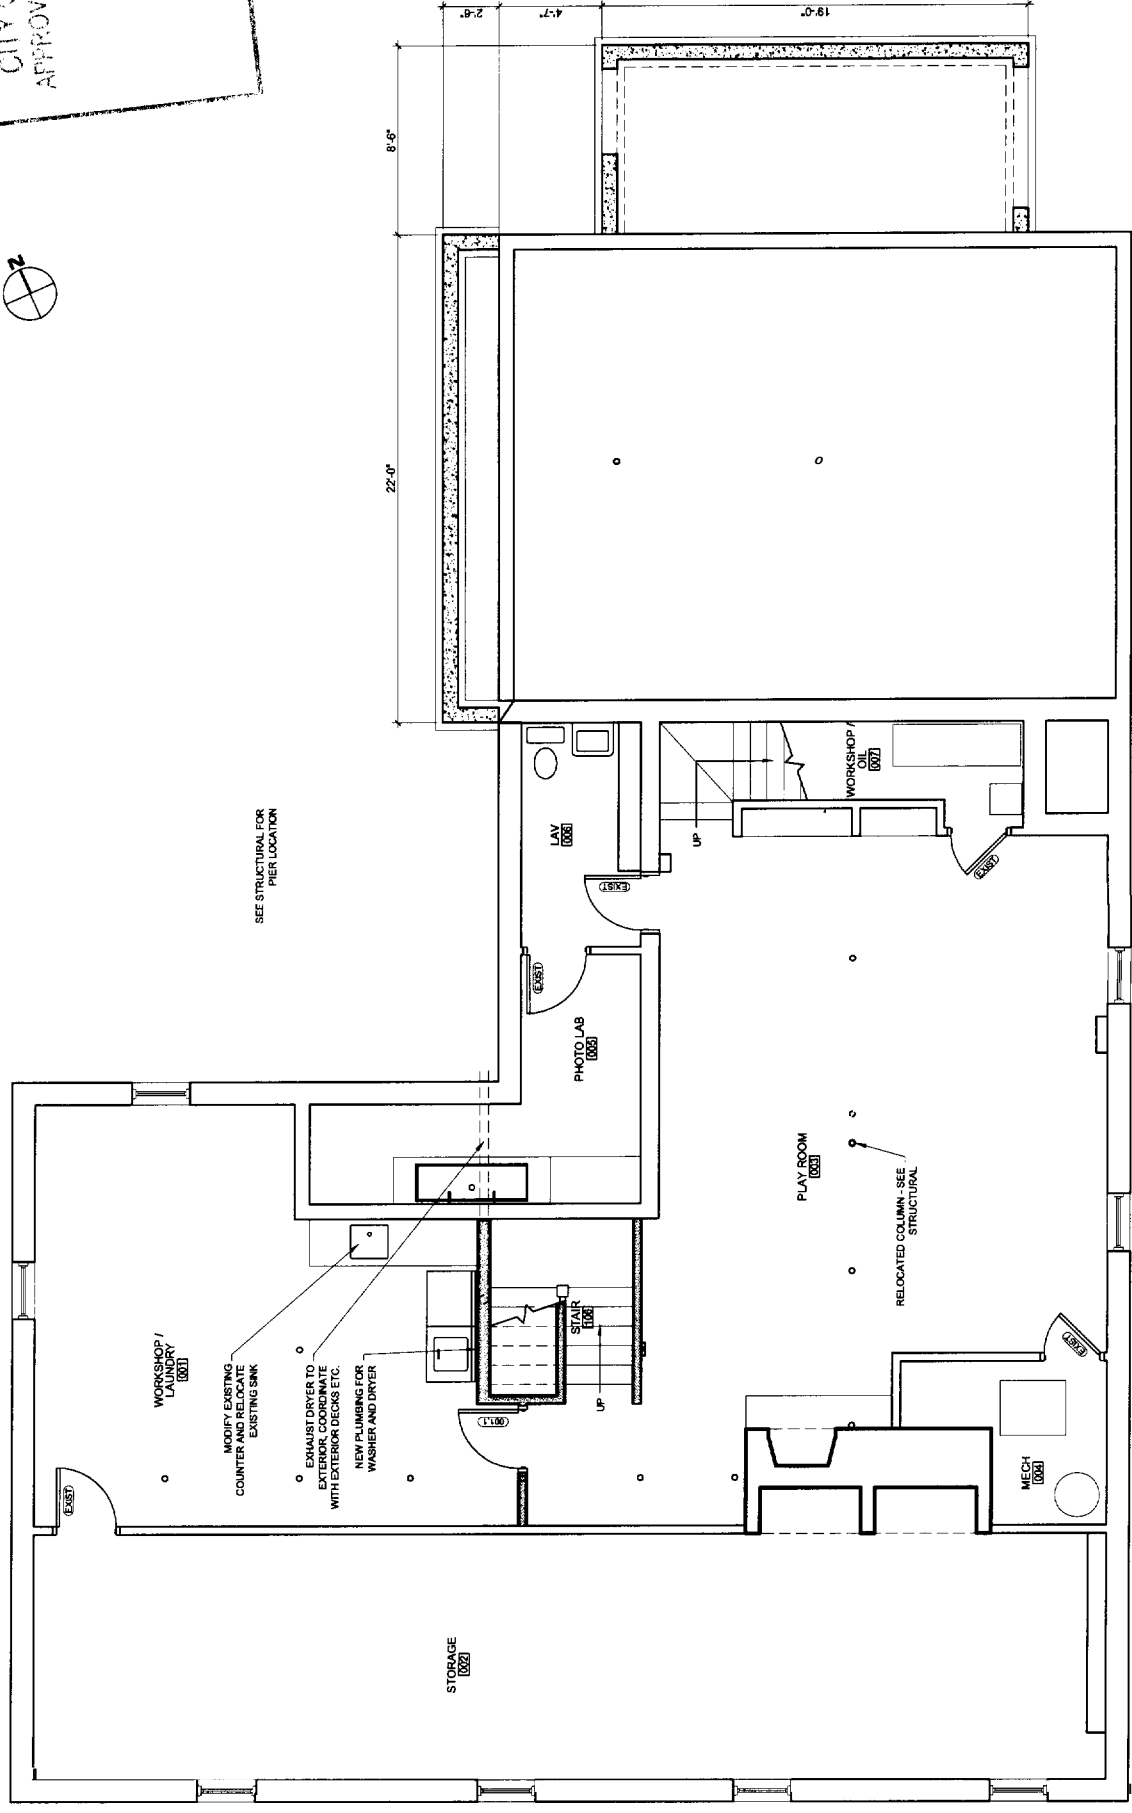 CITY
APPROV
N
2'-6"
4'-7"
19'-0"
8'-6"
22'-0"
SEE STRUCTURAL FOR
PIER LOCATION
LAV
006
EXIST
UP
WORKSHOP /
OIL
007
EXIST
EXIST
PHOTO LAB
005
PLAY ROOM
003
RELOCATED COLUMN - SEE
STRUCTURAL
WORKSHOP /
LAUNDRY
001
MODIFY EXISTING
COUNTER AND RELOCATE
EXISTING SINK
EXHAUST DRYER TO
EXTERIOR, COORDINATE
WITH EXTERIOR DECKS ETC.
NEW PLUMBING FOR
WASHER AND DRYER
STAIR
106
UP
001.1
EXIST
EXIST
MECH
004
STORAGE
002